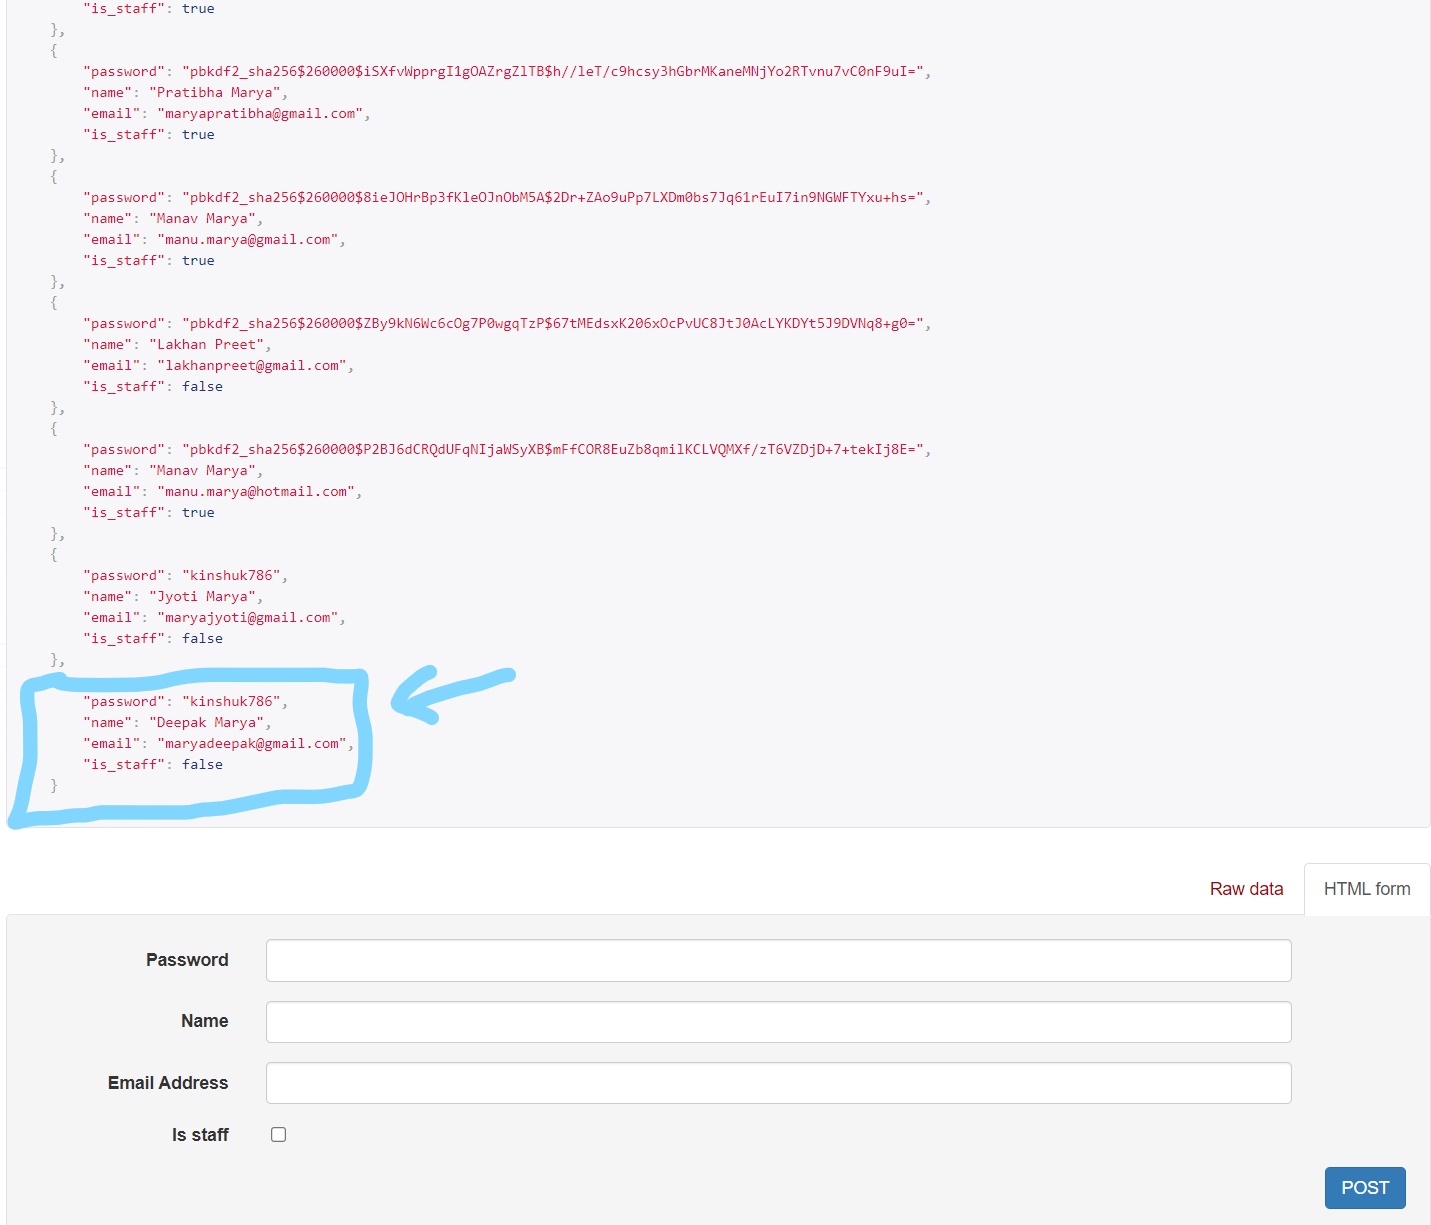 "is_staff": true
},
{
"password": "pbkdf2_sha256$260000$iSXfvWpprgI1gOAZrgZlTB$h//leT/c9hcsy3hGbrMKaneMNjYo2RTvnu7vC0nF9uI=",
"name": "Pratibha Marya",
"email": "maryapratibha@gmail.com",
"is_staff": true
},
{
"password": "pbkdf2_sha256$260000$8ieJOHrBp3fKleOJnObM5A$2Dr+ZAo9uPp7LXDm0bs7Jq61rEuI7in9NGWFTYxu+hs=",
"name": "Manav Marya",
"email": "manu.marya@gmail.com",
"is_staff": true
},
{
"password": "pbkdf2_sha256$260000$ZBy9kN6Wc6cOg7P0wgqTzP$67tMEdsxK206xOcPvUC8JtJ0AcLYKDYt5J9DVNq8+g0=",
"name": "Lakhan Preet",
"email": "lakhanpreet@gmail.com",
"is_staff": false
},
{
"password": "pbkdf2_sha256$260000$P2BJ6dCRQdUFqNIjaWSyXB$mFfCOR8EuZb8qmilKCLVQMXf/zT6VZDjD+7+tekIj8E=",
"name": "Manav Marya",
"email": "manu.marya@hotmail.com",
"is_staff": true
},
{
"password": "kinshuk786",
"name": "Jyoti Marya",
"email": "maryajyoti@gmail.com",
"is_staff": false
},
"password": "kinshuk786",
"name": "Deepak Marya",
"email": "maryadeepak@gmail.com",
"is_staff": false
}
Raw data
HTML form
Password
Name
Email Address
Is staff
POST